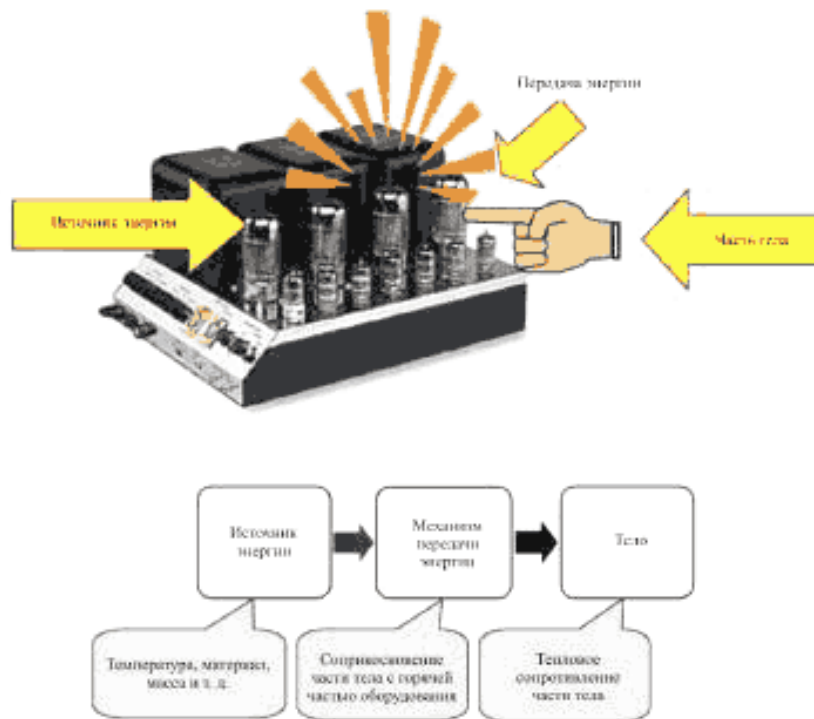 Передача энергии
Источник энергии
Часть тела
Источник
энергии
Механизм
передачи
энергии
Тело
Температура, материал,
масса и т. д.
Соприкосновение
части тела с горячей
частью оборудования
Тепловое
сопротивление
части тела